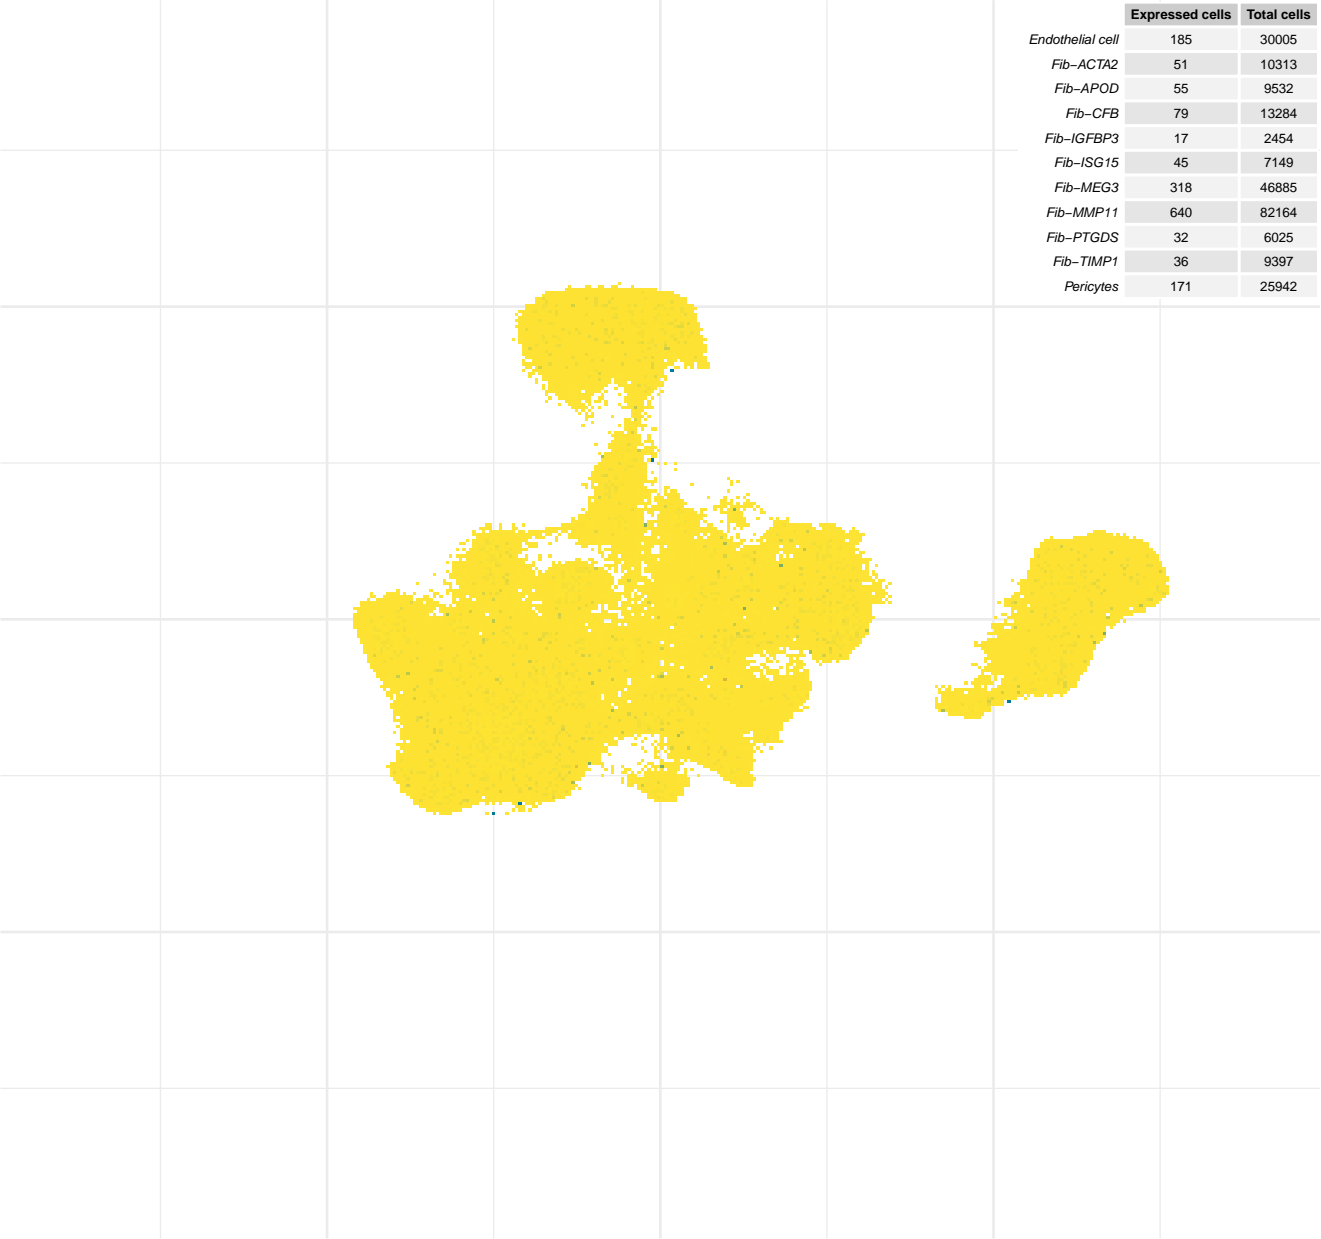 Expressed cells Total cells
Endothelial cell 185 30005
Fib−ACTA2 51 10313
Fib−APOD 55 9532
Fib−CFB 79 13284
Fib−IGFBP3 17 2454
Fib−ISG15 45 7149
Fib−MEG3 318 46885
Fib−MMP11 640 82164
Fib−PTGDS 32 6025
Fib−TIMP1 36 9397
Pericytes 171 25942